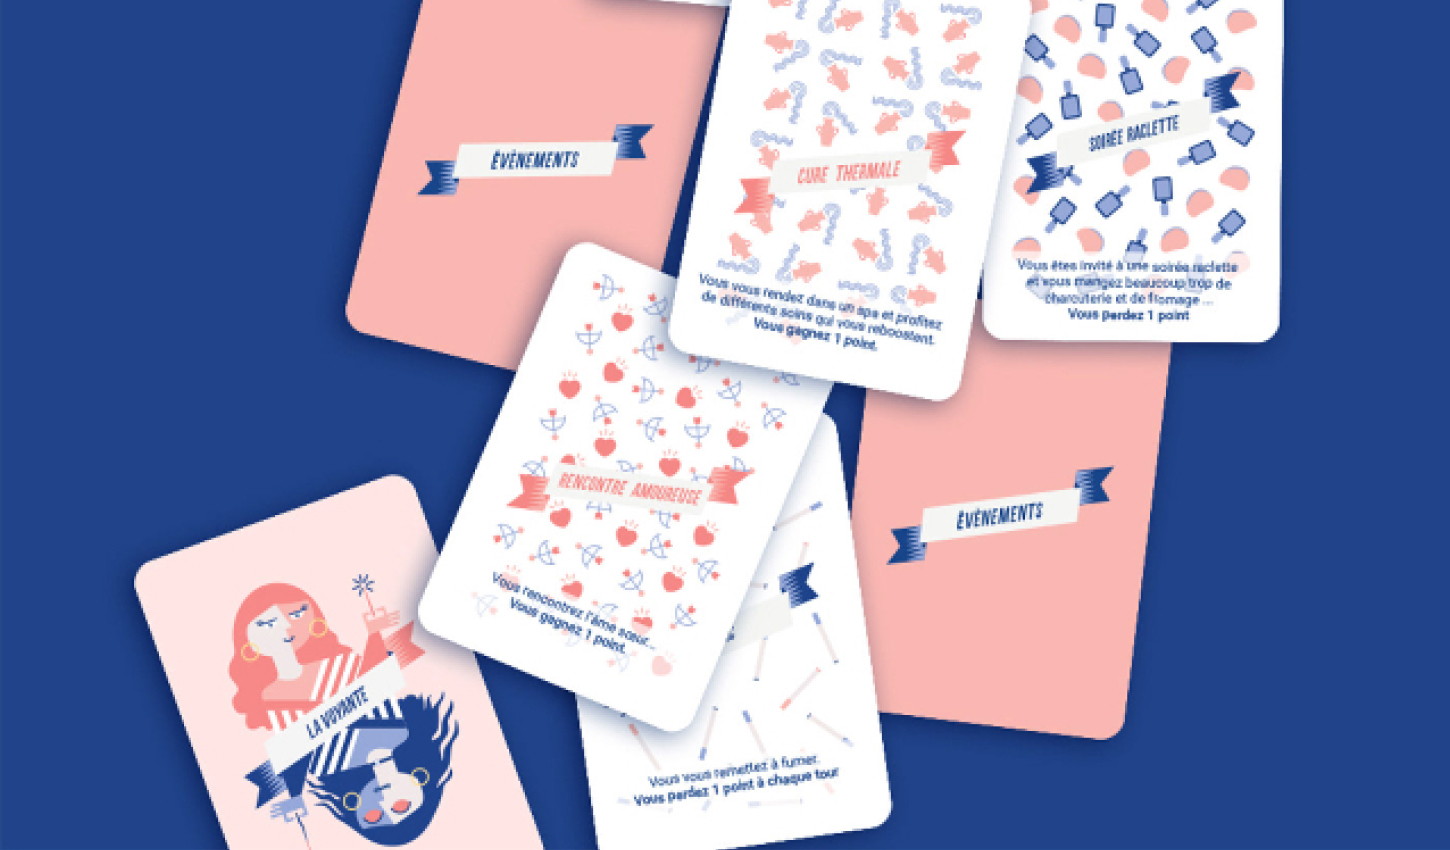 ÉVÈNEMENTS
CURE THERMALE
Vous vous rendez dans un spa et profitez
de différents soins qui vous reboostent.
Vous gagnez 1 point.
SOIRÉE RACLETTE
Vous êtes invité à une soirée raclette
et vous mangez beaucoup trop de
charcuterie et de fromage ...
Vous perdez 1 point
RENCONTRE AMOUREUSE
Vous rencontrez l'âme sœur...
Vous gagnez 1 point.
ÉVÈNEMENTS
LA VOYANTE
Vous vous remettez à fumer.
Vous perdez 1 point à chaque tour